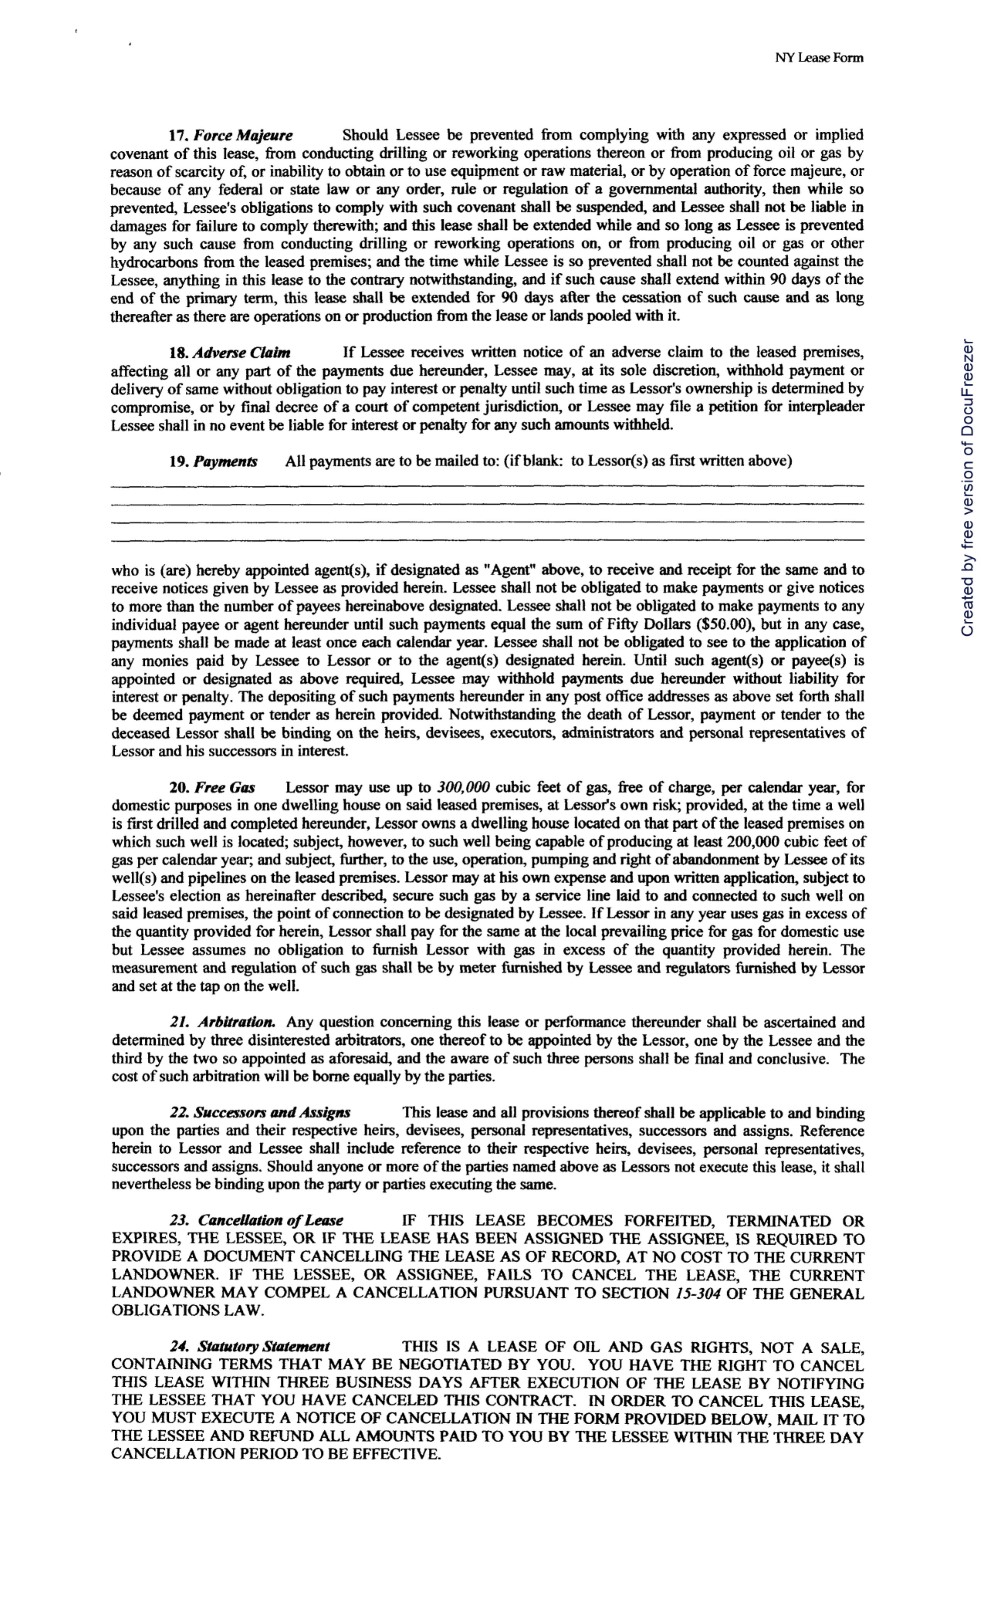 NY Lease Form
17. Force Majeure Should Lessee be prevented from complying with any expressed or implied
covenant of this lease, from conducting drilling or reworking operations thereon or from producing oil or gas by
reason of scarcity of, or inability to obtain or to use equipment or raw material, or by operation of force majeure, or
because of any federal or state law or any order, rule or regulation of a governmental authority, then while so
prevented, Lessee's obligations to comply with such covenant shall be suspended, and Lessee shall not be liable in
damages for failure to comply therewith; and this lease shall be extended while and so long as Lessee is prevented
by any such cause from conducting drilling or reworking operations on, or from producing oil or gas or other
hydrocarbons from the leased premises; and the time while Lessee is so prevented shall not be counted against the
Lessee, anything in this lease to the contrary notwithstanding, and if such cause shall extend within 90 days of the
end of the primary term, this lease shall be extended for 90 days after the cessation of such cause and as long
thereafter as there are operations on or production from the lease or lands pooled with it.
18. Adverse Claim If Lessee receives written notice of an adverse claim to the leased premises,
affecting all or any part of the payments due hereunder, Lessee may, at its sole discretion, withhold payment or
delivery of same without obligation to pay interest or penalty until such time as Lessor's ownership is determined by
compromise, or by final decree of a court of competent jurisdiction, or Lessee may file a petition for interpleader
Lessee shall in no event be liable for interest or penalty for any such amounts withheld.
19. Payments All payments are to be mailed to: (if blank: to Lessor(s) as first written above)
who is (are) hereby appointed agent(s), if designated as "Agent" above, to receive and receipt for the same and to
receive notices given by Lessee as provided herein. Lessee shall not be obligated to make payments or give notices
to more than the number of payees hereinabove designated. Lessee shall not be obligated to make payments to any
individual payee or agent hereunder until such payments equal the sum of Fifty Dollars ($50.00), but in any case,
payments shall be made at least once each calendar year. Lessee shall not be obligated to see to the application of
any monies paid by Lessee to Lessor or to the agent(s) designated herein. Until such agent(s) or payee(s) is
appointed or designated as above required, Lessee may withhold payments due hereunder without liability for
interest or penalty. The depositing of such payments hereunder in any post office addresses as above set forth shall
be deemed payment or tender as herein provided. Notwithstanding the death of Lessor, payment or tender to the
deceased Lessor shall be binding on the heirs, devisees, executors, administrators and personal representatives of
Lessor and his successors in interest.
20. Free Gas Lessor may use up to 300,000 cubic feet of gas, free of charge, per calendar year, for
domestic purposes in one dwelling house on said leased premises, at Lessor's own risk; provided, at the time a well
is first drilled and completed hereunder, Lessor owns a dwelling house located on that part of the leased premises on
which such well is located; subject, however, to such well being capable of producing at least 200,000 cubic feet of
gas per calendar year; and subject, further, to the use, operation, pumping and right of abandonment by Lessee of its
well(s) and pipelines on the leased premises. Lessor may at his own expense and upon written application, subject to
Lessee's election as hereinafter described, secure such gas by a service line laid to and connected to such well on
said leased premises, the point of connection to be designated by Lessee. If Lessor in any year uses gas in excess of
the quantity provided for herein, Lessor shall pay for the same at the local prevailing price for gas for domestic use
but Lessee assumes no obligation to furnish Lessor with gas in excess of the quantity provided herein. The
measurement and regulation of such gas shall be by meter furnished by Lessee and regulators furnished by Lessor
and set at the tap on the well.
21. Arbitration. Any question concerning this lease or performance thereunder shall be ascertained and
determined by three disinterested arbitrators, one thereof to be appointed by the Lessor, one by the Lessee and the
third by the two so appointed as aforesaid, and the aware of such three persons shall be final and conclusive. The
cost of such arbitration will be borne equally by the parties.
22. Successors and Assigns This lease and all provisions thereof shall be applicable to and binding
upon the parties and their respective heirs, devisees, personal representatives, successors and assigns. Reference
herein to Lessor and Lessee shall include reference to their respective heirs, devisees, personal representatives,
successors and assigns. Should anyone or more of the parties named above as Lessors not execute this lease, it shall
nevertheless be binding upon the party or parties executing the same.
23. Cancellation of Lease IF THIS LEASE BECOMES FORFEITED, TERMINATED OR
EXPIRES, THE LESSEE, OR IF THE LEASE HAS BEEN ASSIGNED THE ASSIGNEE, IS REQUIRED TO
PROVIDE A DOCUMENT CANCELLING THE LEASE AS OF RECORD, AT NO COST TO THE CURRENT
LANDOWNER. IF THE LESSEE, OR ASSIGNEE, FAILS TO CANCEL THE LEASE, THE CURRENT
LANDOWNER MAY COMPEL A CANCELLATION PURSUANT TO SECTION 15-304 OF THE GENERAL
OBLIGATIONS LAW.
24. Statutory Statement THIS IS A LEASE OF OIL AND GAS RIGHTS, NOT A SALE,
CONTAINING TERMS THAT MAY BE NEGOTIATED BY YOU. YOU HAVE THE RIGHT TO CANCEL
THIS LEASE WITHIN THREE BUSINESS DAYS AFTER EXECUTION OF THE LEASE BY NOTIFYING
THE LESSEE THAT YOU HAVE CANCELED THIS CONTRACT. IN ORDER TO CANCEL THIS LEASE,
YOU MUST EXECUTE A NOTICE OF CANCELLATION IN THE FORM PROVIDED BELOW, MAIL IT TO
THE LESSEE AND REFUND ALL AMOUNTS PAID TO YOU BY THE LESSEE WITHIN THE THREE DAY
CANCELLATION PERIOD TO BE EFFECTIVE.
Created by free version of DocuFreezer